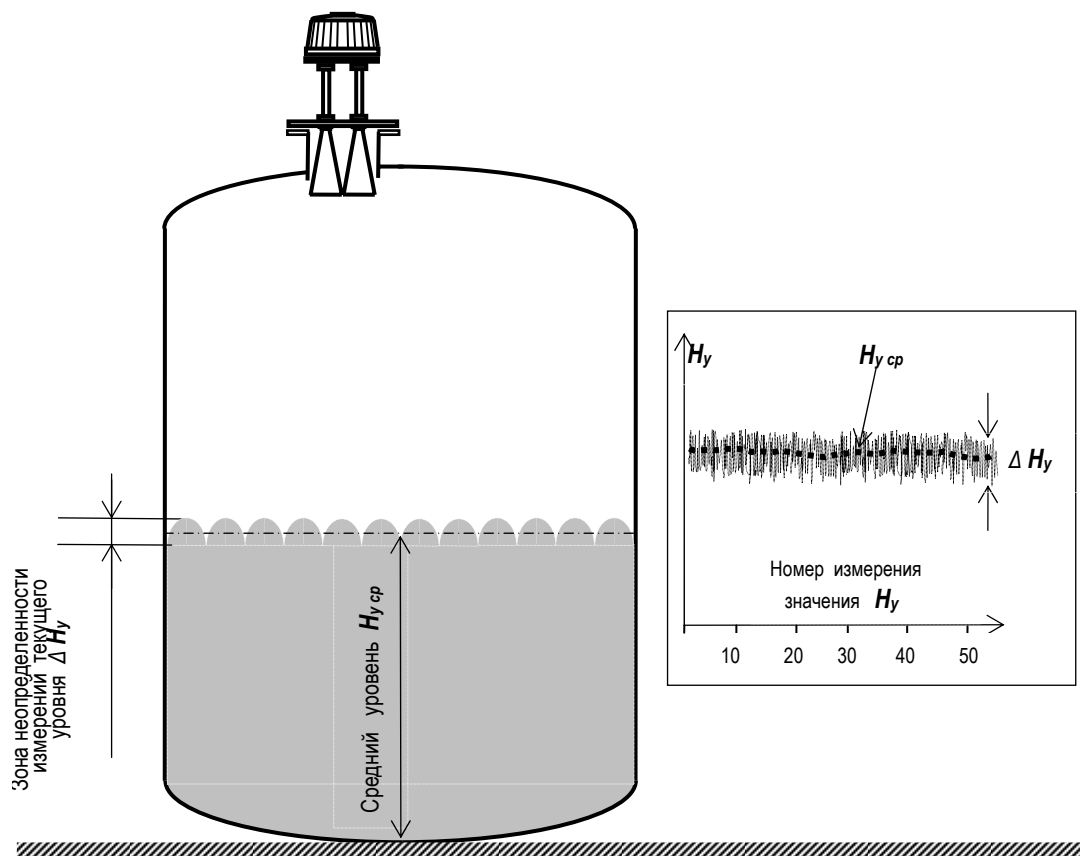 Зона неопределенности
измерений текущего
уровня Δ Hу
Средний уровень Hу ср
Hу
Hу ср
Δ Hу
Номер измерения
значения Hу
10 20 30 40 50